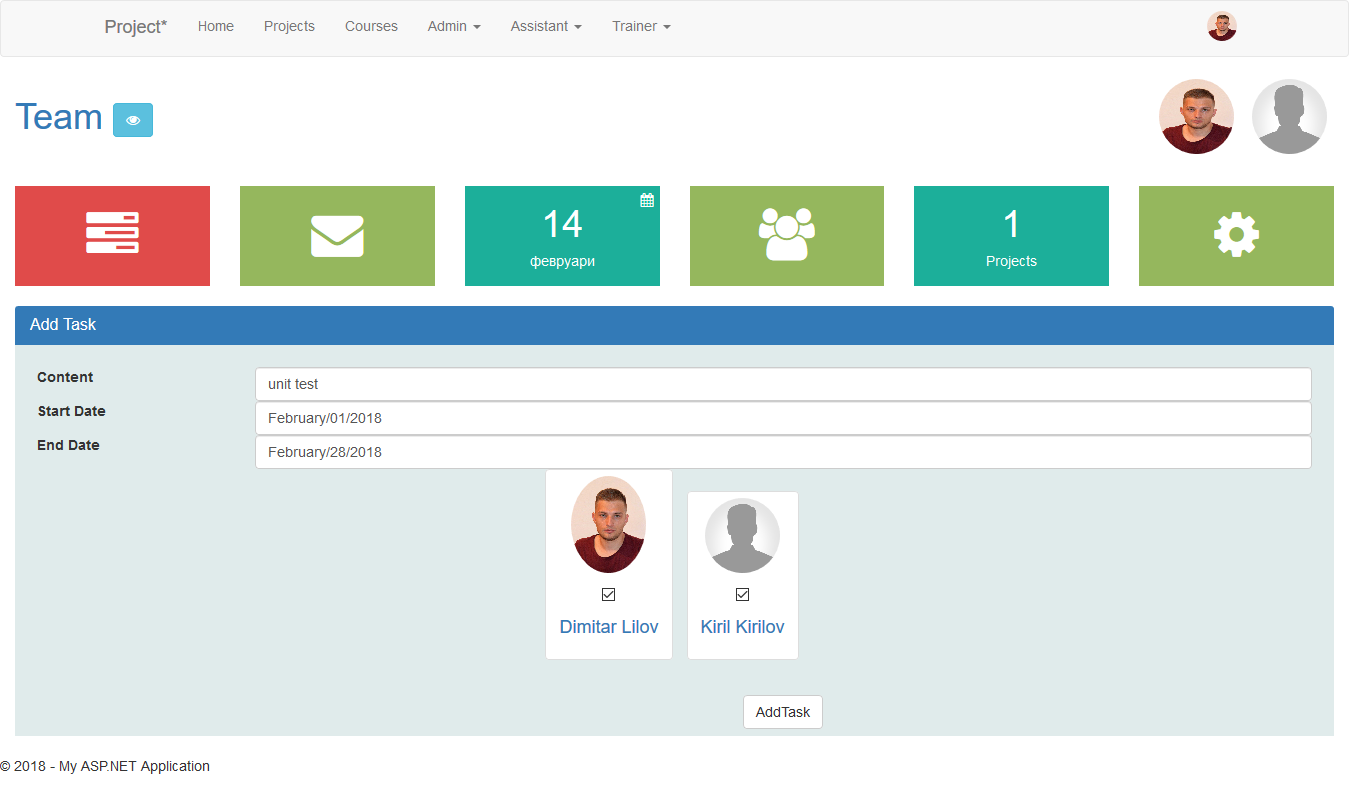 Project* Home Projects Courses Admin Assistant Trainer
Team
14
февруари
1
Projects
Add Task
Content
unit test
Start Date
February/01/2018
End Date
February/28/2018
Dimitar Lilov
Kiril Kirilov
AddTask
© 2018 - My ASP.NET Application